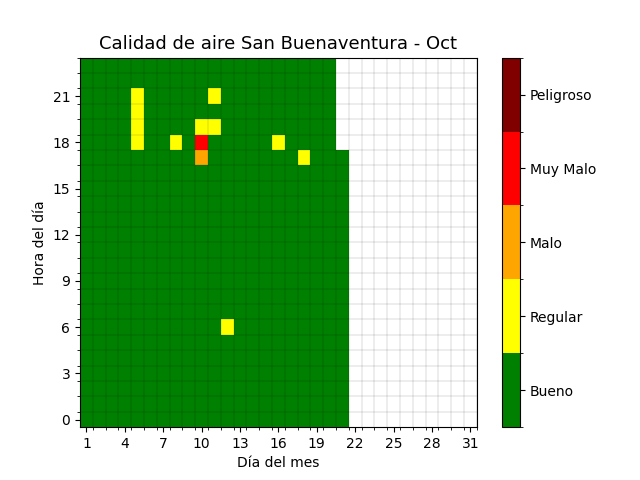 Calidad de aire San Buenaventura - Oct
Hora del día
21
18
15
12
9
6
3
0
1 4 7 10 13 16 19 22 25 28 31
Día del mes
Peligroso
Muy Malo
Malo
Regular
Bueno